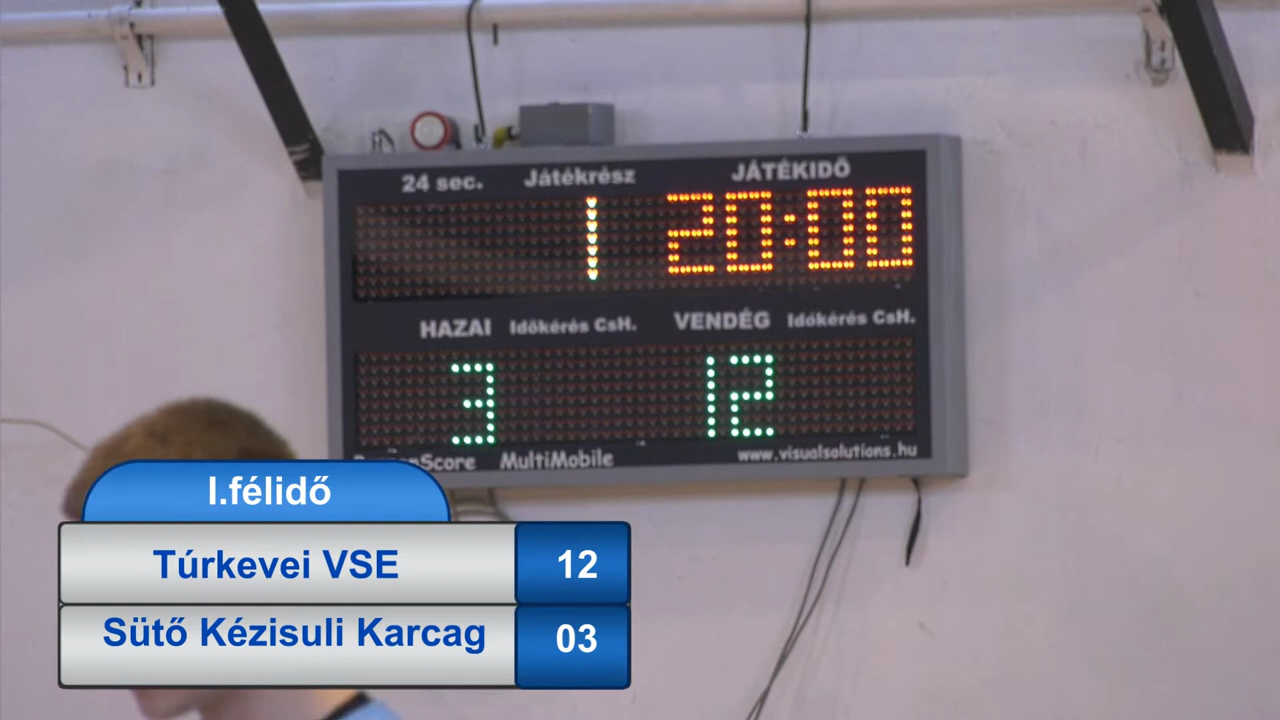 24 sec. Játékrész JÁTÉKIDŐ
1 20:00
HAZAI Időkérés CsH. VENDÉG Időkérés CsH.
3 12
MultiMobile www.visualsolutions.hu
I.félidő
Túrkevei VSE 12
Sütő Kézisuli Karcag 03